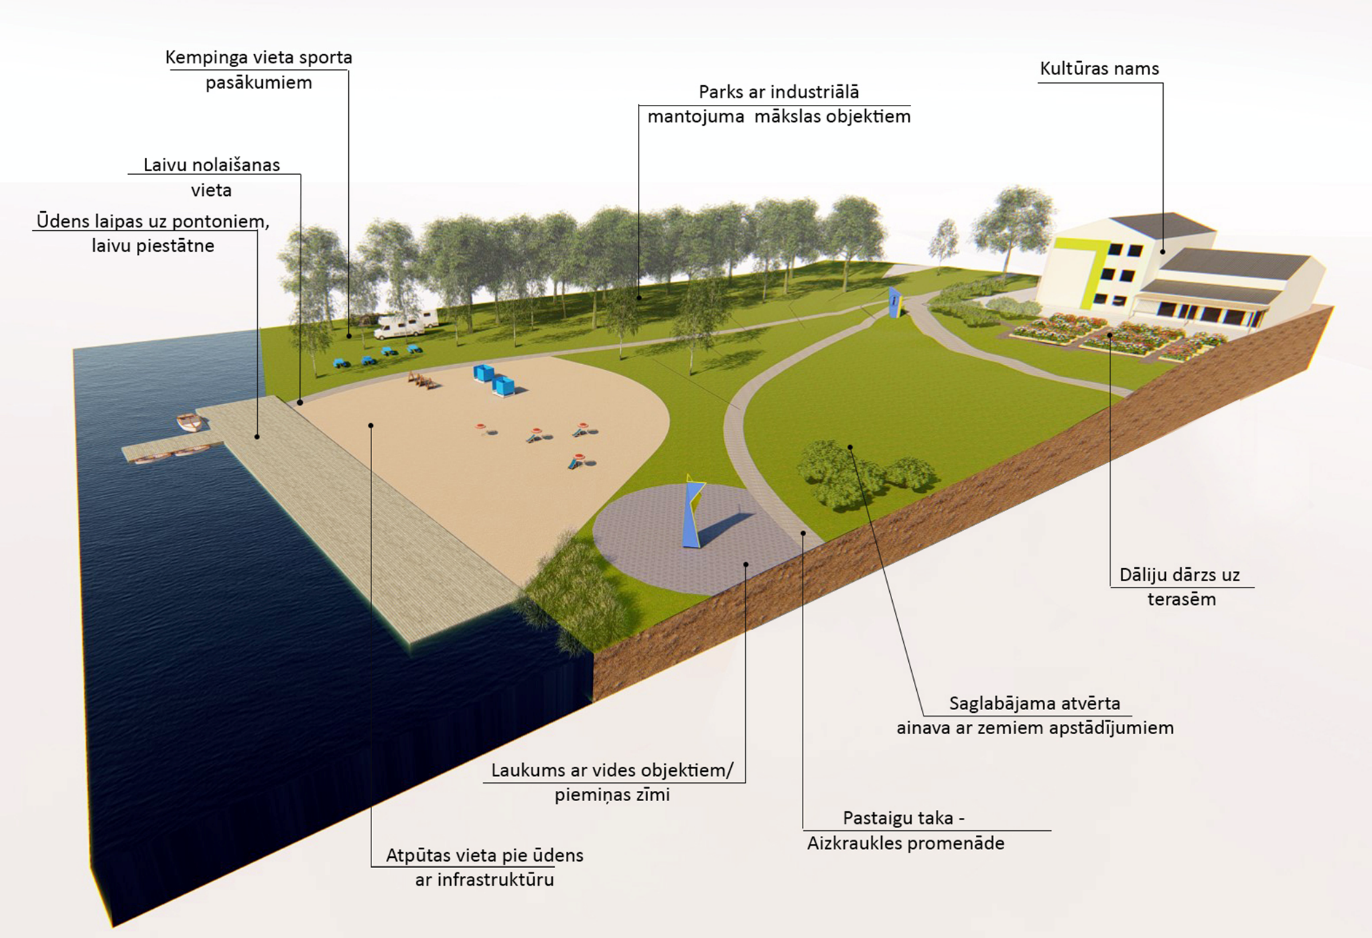 Kempinga vieta sporta
pasākumiem
Kultūras nams
Parks ar industriālā
mantojuma mākslas objektiem
Laivu nolaišanas
vieta
Ūdens laipas uz pontoniem,
laivu piestātne
Dāliju dārzs uz
terasēm
Saglabājama atvērta
ainava ar zemiem apstādījumiem
Laukums ar vides objektiem/
piemiņas zīmi
Pastaigu taka -
Aizkraukles promenāde
Atpūtas vieta pie ūdens
ar infrastruktūru